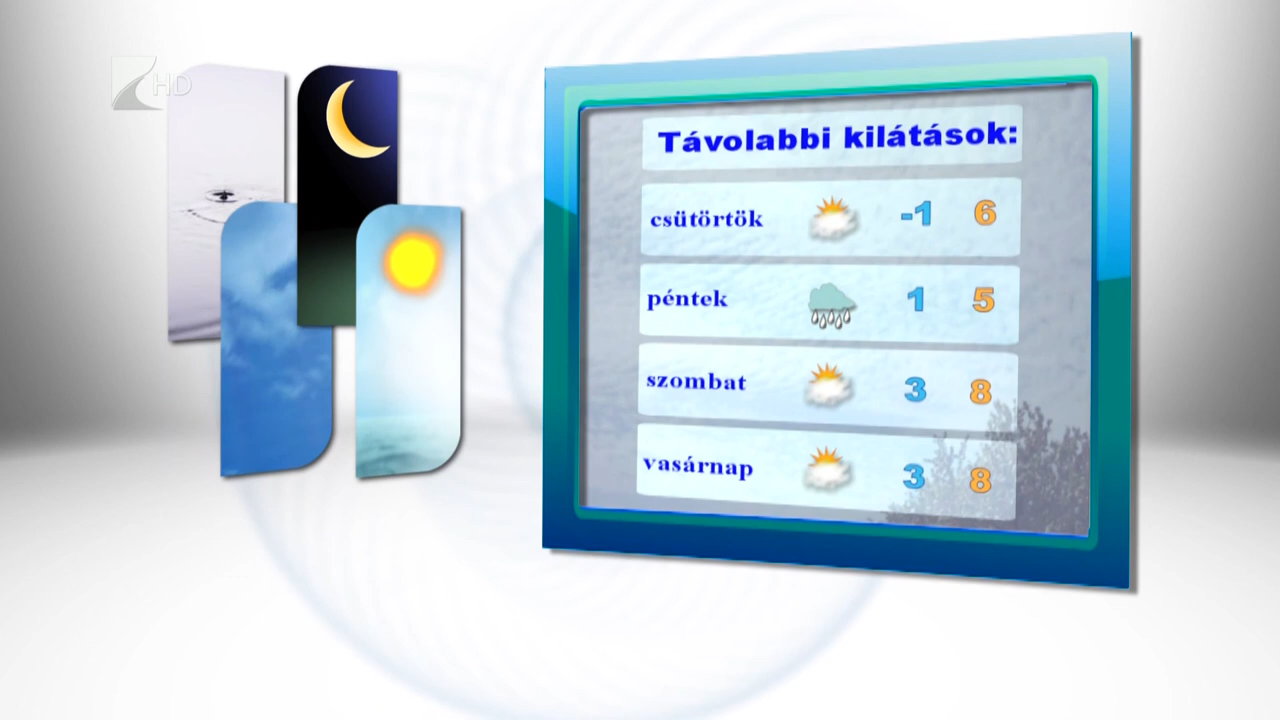 HD
Távolabbi kilátások:
csütörtök -1 6
péntek 1 5
szombat 3 8
vasárnap 3 8